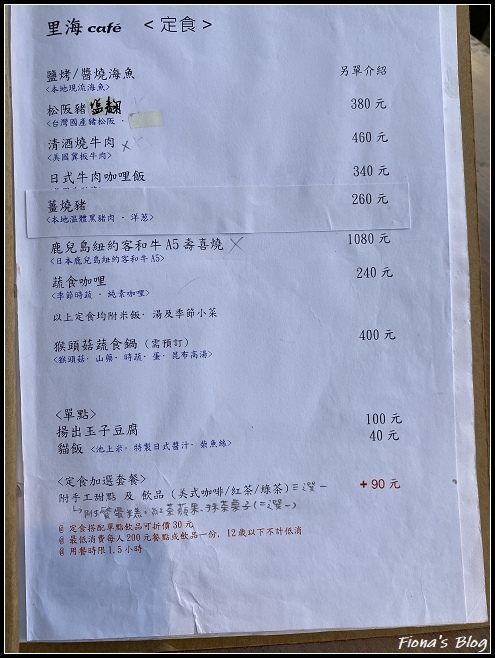 里海 café <定食>
鹽烤/醬燒海魚 另單介紹
<本地現流海魚>
松阪豬 鹽麴 380 元
<台灣國產豬松阪 ·
清酒燒牛肉 × 460 元
<美國翼板牛肉>
日式牛肉咖哩飯 340 元
薑燒豬 260 元
<本地溫體黑豬肉 · 洋蔥>
鹿兒島紐約客和牛 A5 壽喜燒 × 1080 元
<日本鹿兒島紐約客和牛 A5>
蔬食咖哩 240 元
<季節時蔬 · 純素咖哩>
以上定食均附米飯 · 湯及季節小菜
猴頭菇蔬食鍋 (需預訂) 400 元
<猴頭菇 · 山藥 · 時蔬 · 蛋 · 昆布高湯>
<單點>
揚出玉子豆腐 100 元
貓飯 <池上米 · 特製日式醬汁 · 柴魚絲> 40 元
<定食加選套餐>
附手工甜點 及 飲品 (美式咖啡/紅茶/綠茶) 三選一 + 90 元
@ 定食搭配單點飲品可折價 30 元
@ 最低消費每人 200 元餐點或飲品一份, 12 歲以下不計低消
@ 用餐時限 1.5 小時
Fiona's Blog